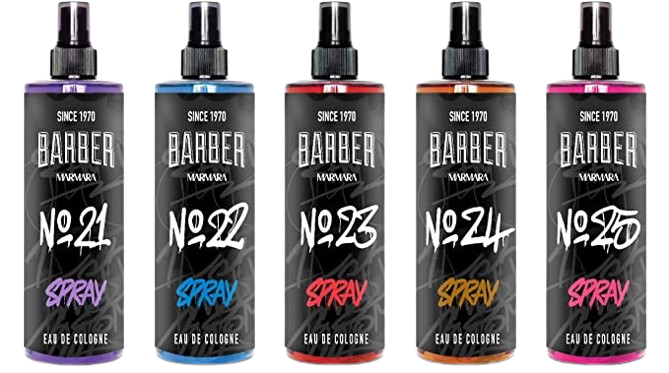 SINCE 1970
BARBER
MARMARA
No 21
SPRAY
EAU DE COLOGNE
SINCE 1970
BARBER
MARMARA
No 22
SPRAY
EAU DE COLOGNE
SINCE 1970
BARBER
MARMARA
No 23
SPRAY
EAU DE COLOGNE
SINCE 1970
BARBER
MARMARA
No 24
SPRAY
EAU DE COLOGNE
SINCE 1970
BARBER
MARMARA
No 25
SPRAY
EAU DE COLOGNE